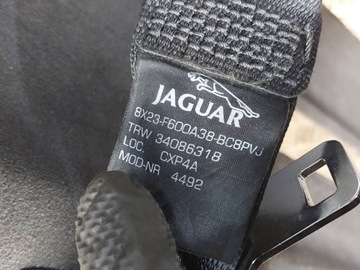 JAGUAR
8X23-F600A38-BC8PVJ
TRW 34086318
LOC. CXP4A
MOD-NR 4492